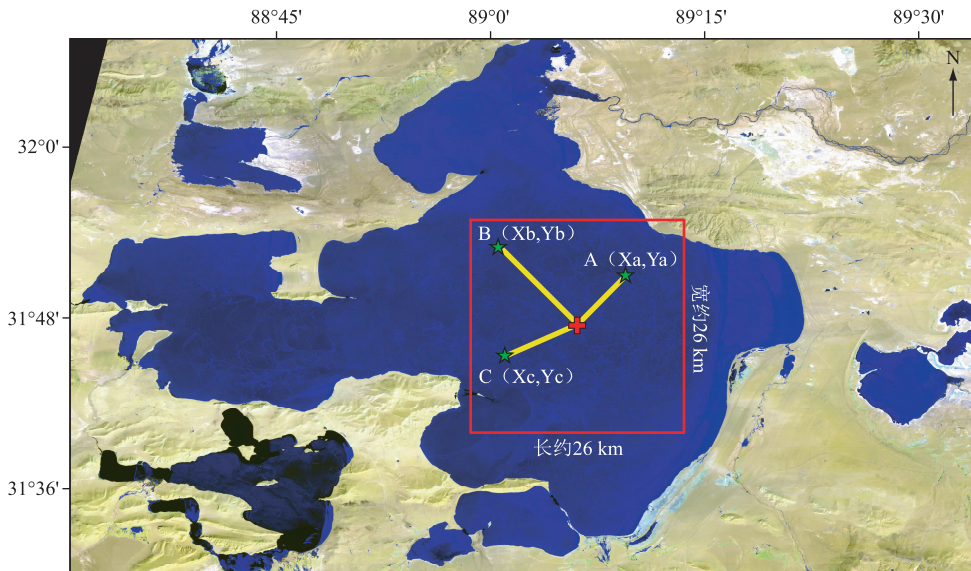 88°45' 89°0' 89°15' 89°30'
N
32°0'
B（Xb,Yb）
A（Xa,Ya）
31°48'
宽约26 km
C（Xc,Yc）
长约26 km
31°36'